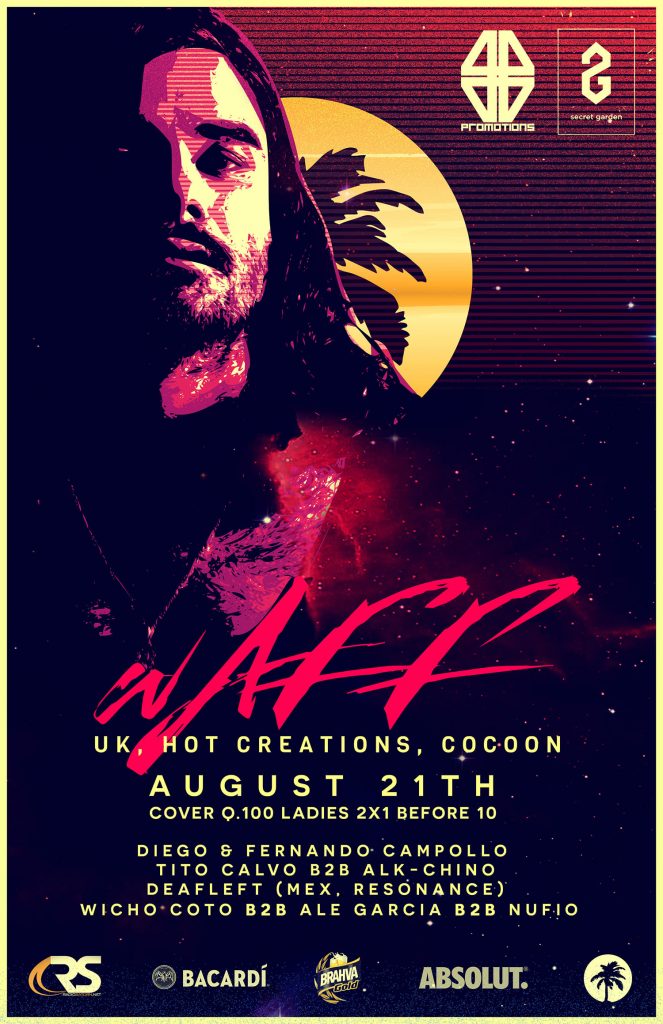 PROMOTIONS
secret garden
wAFF
UK, HOT CREATIONS, COCOON
AUGUST 21TH
COVER Q.100 LADIES 2X1 BEFORE 10
DIEGO & FERNANDO CAMPOLLO
TITO CALVO B2B ALK-CHINO
DEAFLEFT (MEX, RESONANCE)
WICHO COTO B2B ALE GARCIA B2B NUFIO
RS
BACARDÍ
BRAHVA
Gold
ABSOLUT.